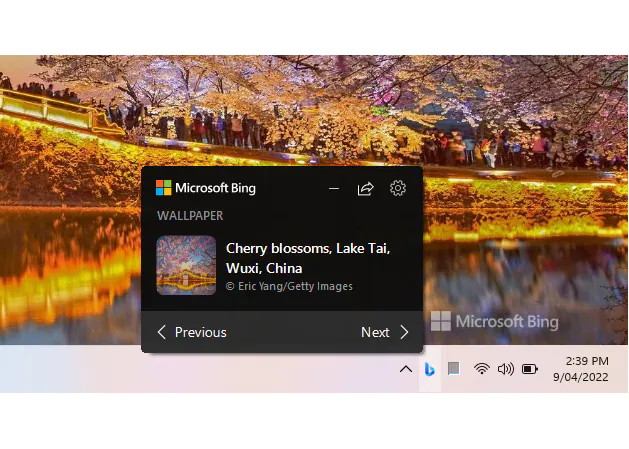 Microsoft Bing
WALLPAPER
Cherry blossoms, Lake Tai,
Wuxi, China
© Eric Yang/Getty Images
Previous
Next
Microsoft Bing
2:39 PM
9/04/2022